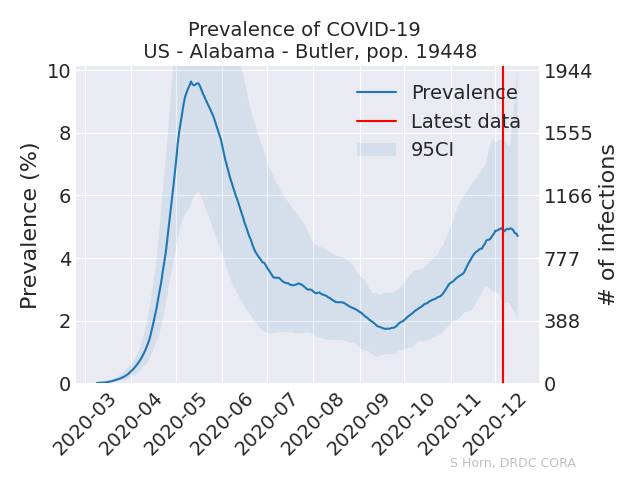 Prevalence of COVID-19
US - Alabama - Butler, pop. 19448
Prevalence (%)
10
8
6
4
2
0
1944
1555
1166
777
388
0
# of infections
Prevalence
Latest data
95CI
2020-03
2020-04
2020-05
2020-06
2020-07
2020-08
2020-09
2020-10
2020-11
2020-12
S Horn, DRDC CORA